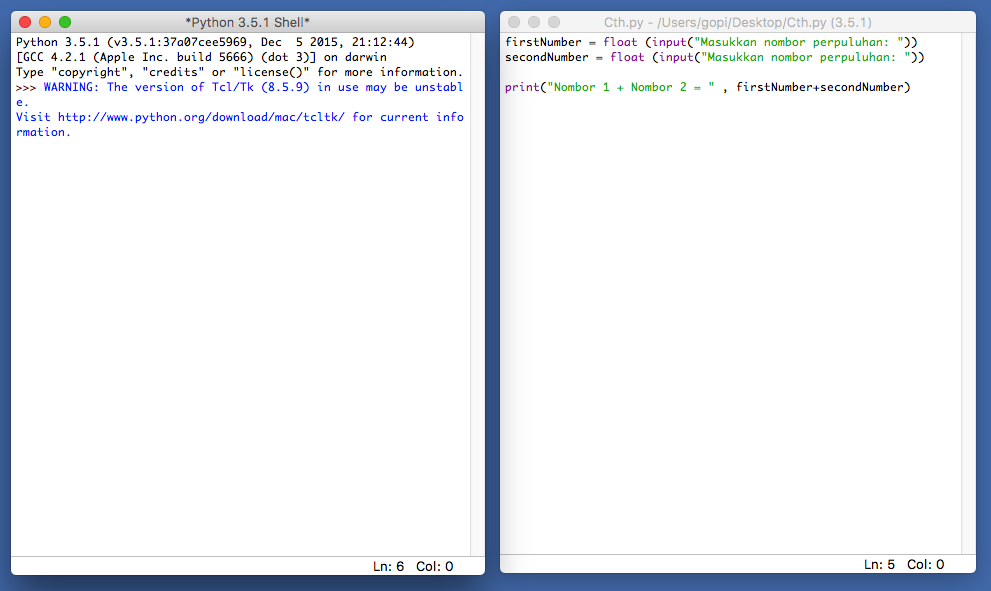 *Python 3.5.1 Shell*
Python 3.5.1 (v3.5.1:37a07cee5969, Dec  5 2015, 21:12:44)
[GCC 4.2.1 (Apple Inc. build 5666) (dot 3)] on darwin
Type "copyright", "credits" or "license()" for more information.
>>> WARNING: The version of Tcl/Tk (8.5.9) in use may be unstabl
e.
Visit http://www.python.org/download/mac/tcltk/ for current info
rmation.
Ln: 6 Col: 0
Cth.py - /Users/gopi/Desktop/Cth.py (3.5.1)
firstNumber = float (input("Masukkan nombor perpuluhan: "))
secondNumber = float (input("Masukkan nombor perpuluhan: "))
print("Nombor 1 + Nombor 2 = " , firstNumber+secondNumber)
Ln: 5 Col: 0